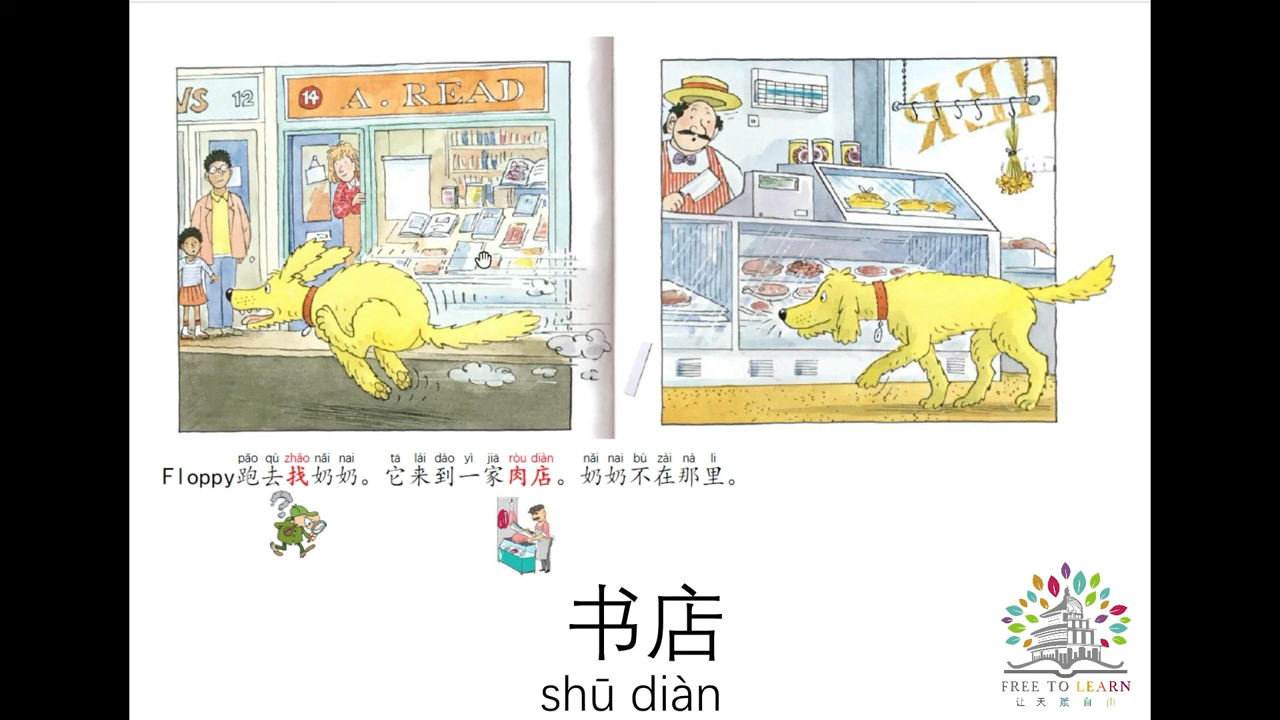 VS 12
14 A. READ
HER
pǎo qù zhǎo nǎi nai tā lái dào yì jiā ròu diàn nǎi nai bù zài nà li
Floppy跑去找奶奶。它来到一家肉店。奶奶不在那里。
书店
shū diàn
FREE TO LEARN
让天赋自由